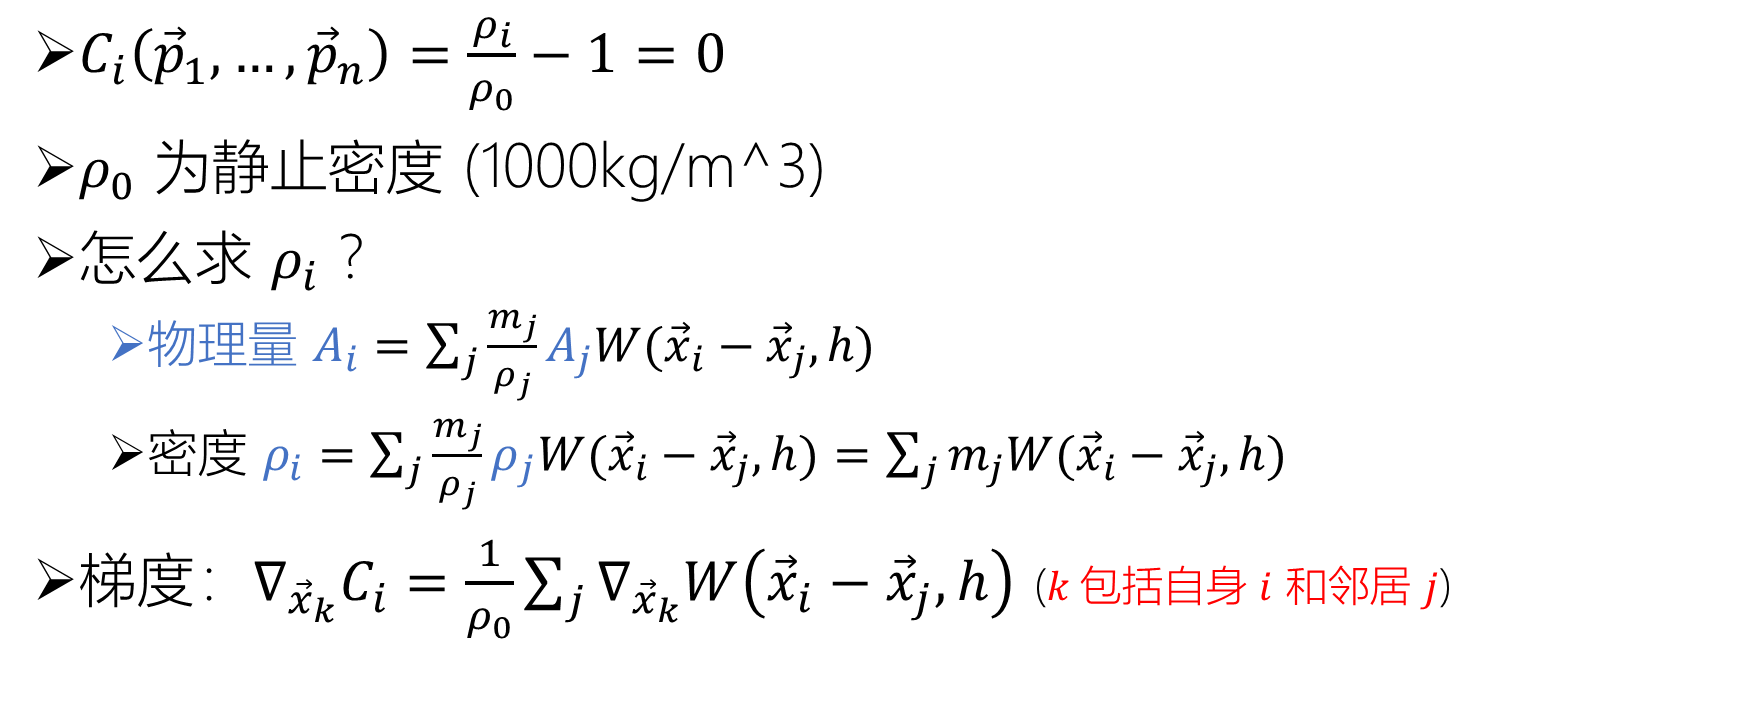 ➢C_i(p⃗_1, …, p⃗_n) = ρ_i/ρ_0 − 1 = 0
➢ρ_0 为静止密度 (1000kg/m^3)
➢怎么求 ρ_i ？
➢物理量 A_i = ∑_j m_j/ρ_j A_j W(x⃗_i − x⃗_j, h)
➢密度 ρ_i = ∑_j m_j/ρ_j ρ_j W(x⃗_i − x⃗_j, h) = ∑_j m_j W(x⃗_i − x⃗_j, h)
➢梯度： ∇_{x⃗_k} C_i = 1/ρ_0 ∑_j ∇_{x⃗_k} W(x⃗_i − x⃗_j, h) (k 包括自身 i 和邻居 j)